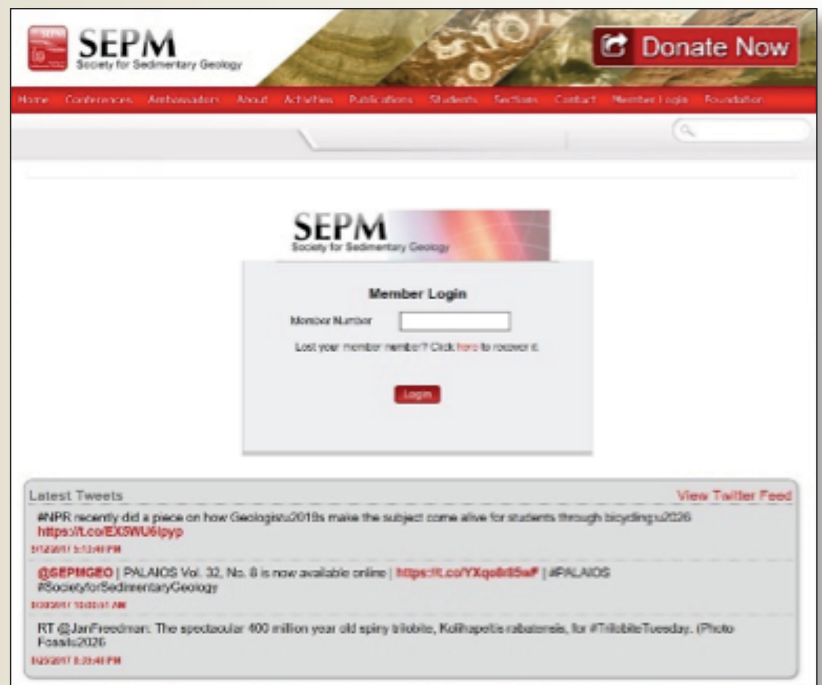 SEPM
Society for Sedimentary Geology
Donate Now
Home Conferences Ambassadors About Activities Publications Students Sections Contact Member Login Foundation
SEPM
Society for Sedimentary Geology
Member Login
Member Number
Lost your member number? Click here to recover it.
Login
Latest Tweets
View Twitter Feed
#NPR recently did a piece on how Geologist\u2019s make the subject come alive for students through bicycling\u2026
@SEPMGEO | PALAIOS Vol. 32, No. 8 is now available online | | #PALAIOS
#SocietyforSedimentaryGeology
RT @JanFreedman: The spectacular 400 million year old spiny trilobite, Kolihapeltis rabatensis, for #TrilobiteTuesday. (Photo
Fossils\u2026